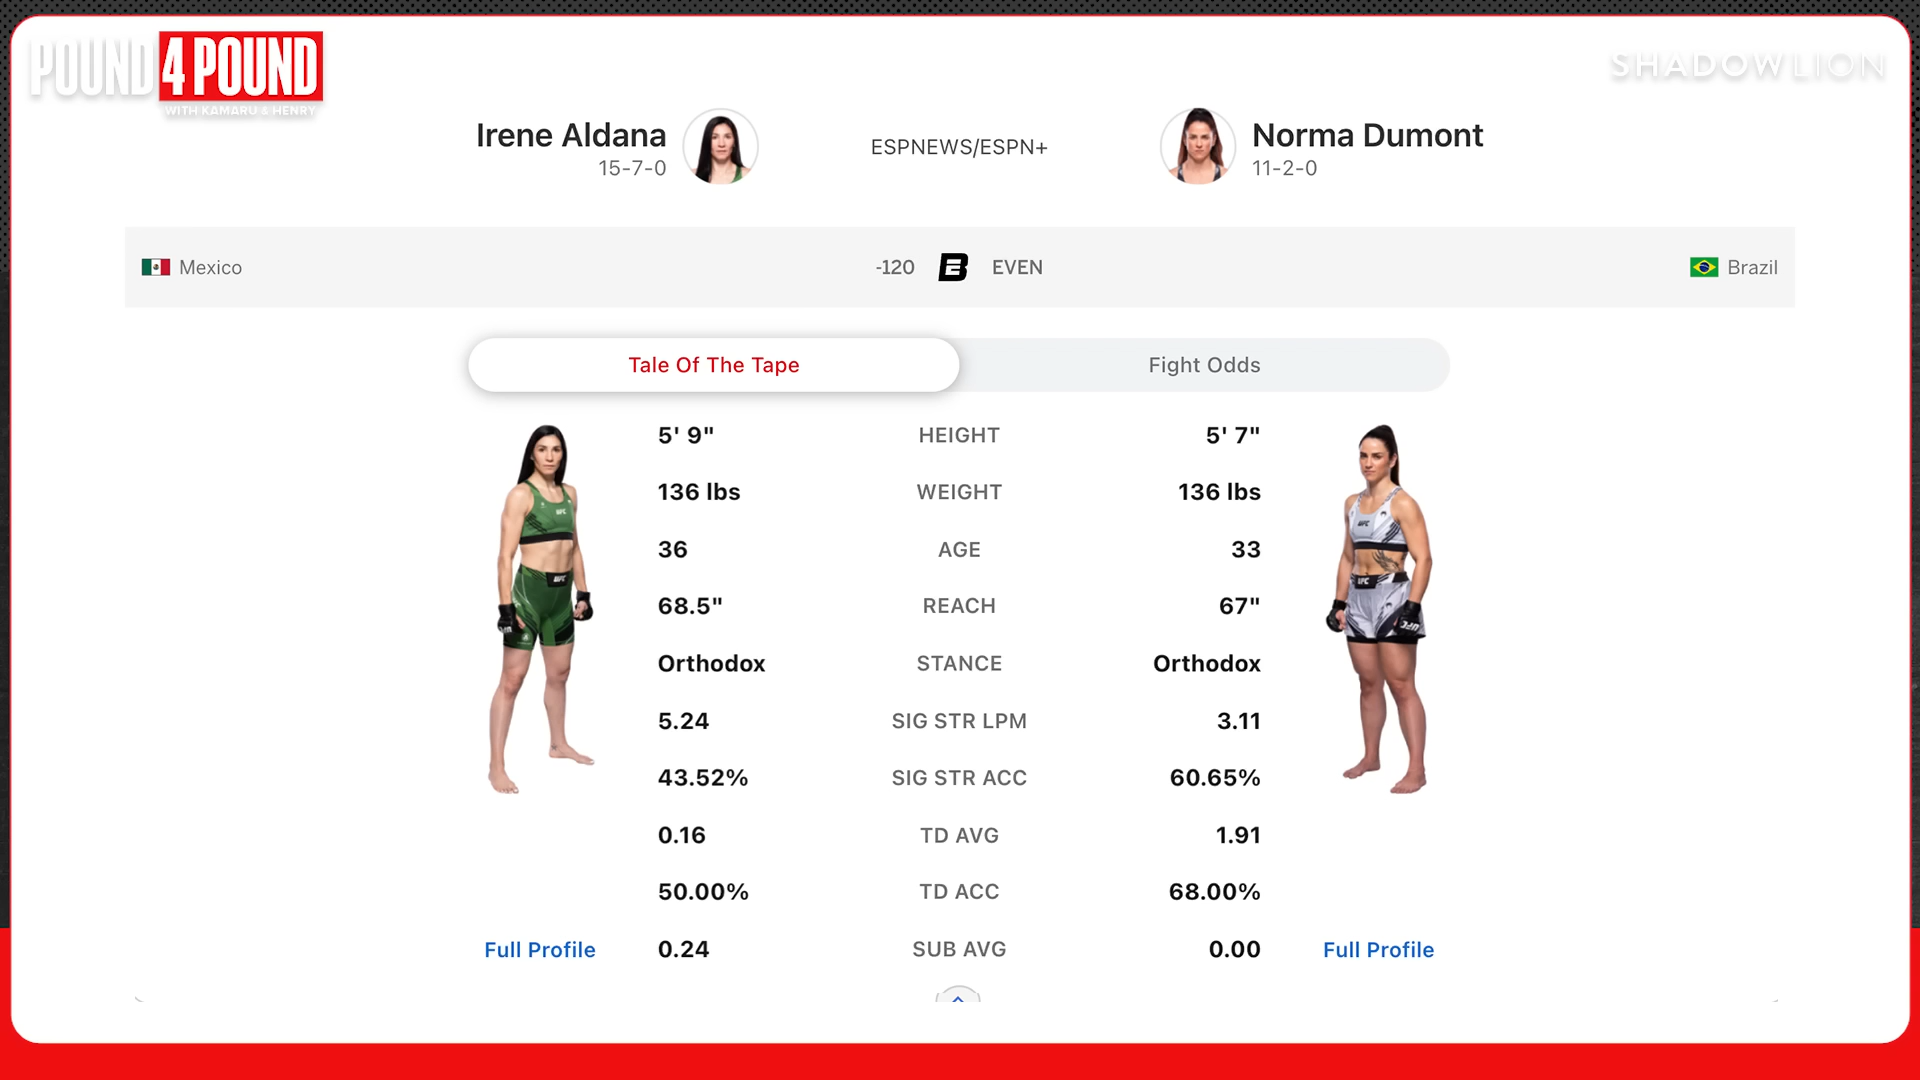 POUND 4 POUND
WITH KAMARU & HENRY
SHADOWLION
Irene Aldana
15-7-0
ESPNEWS/ESPN+
Norma Dumont
11-2-0
Mexico
-120
E
EVEN
Brazil
Tale Of The Tape
Fight Odds
5' 9" HEIGHT 5' 7"
136 lbs WEIGHT 136 lbs
36 AGE 33
68.5" REACH 67"
Orthodox STANCE Orthodox
5.24 SIG STR LPM 3.11
43.52% SIG STR ACC 60.65%
0.16 TD AVG 1.91
50.00% TD ACC 68.00%
Full Profile 0.24 SUB AVG 0.00 Full Profile